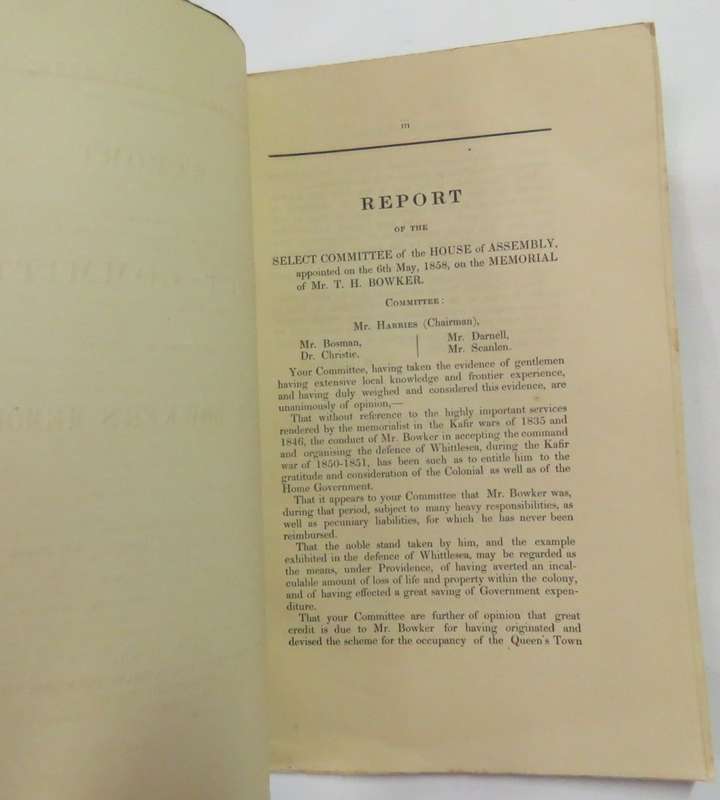 iii
REPORT
OF THE
SELECT COMMITTEE of the HOUSE of ASSEMBLY,
appointed on the 6th May, 1858, on the MEMORIAL
of Mr. T. H. BOWKER.
COMMITTEE:
Mr. HARRIES (Chairman),
Mr. Bosman,
Dr. Christie.
Mr. Darnell,
Mr. Scanlen.
Your Committee, having taken the evidence of gentlemen
having extensive local knowledge and frontier experience,
and having duly weighed and considered this evidence, are
unanimously of opinion,—
That without reference to the highly important services
rendered by the memorialist in the Kafir wars of 1835 and
1846, the conduct of Mr. Bowker in accepting the command
and organising the defence of Whittlesea, during the Kafir
war of 1850-1851, has been such as to entitle him to the
gratitude and consideration of the Colonial as well as of the
Home Government.
That it appears to your Committee that Mr. Bowker was,
during that period, subject to many heavy responsibilities, as
well as pecuniary liabilities, for which he has never been
reimbursed.
That the noble stand taken by him, and the example
exhibited in the defence of Whittlesea, may be regarded as
the means, under Providence, of having averted an incal-
culable amount of loss of life and property within the colony,
and of having effected a great saving of Government expen-
diture.
That your Committee are further of opinion that great
credit is due to Mr. Bowker for having originated and
devised the scheme for the occupancy of the Queen's Town